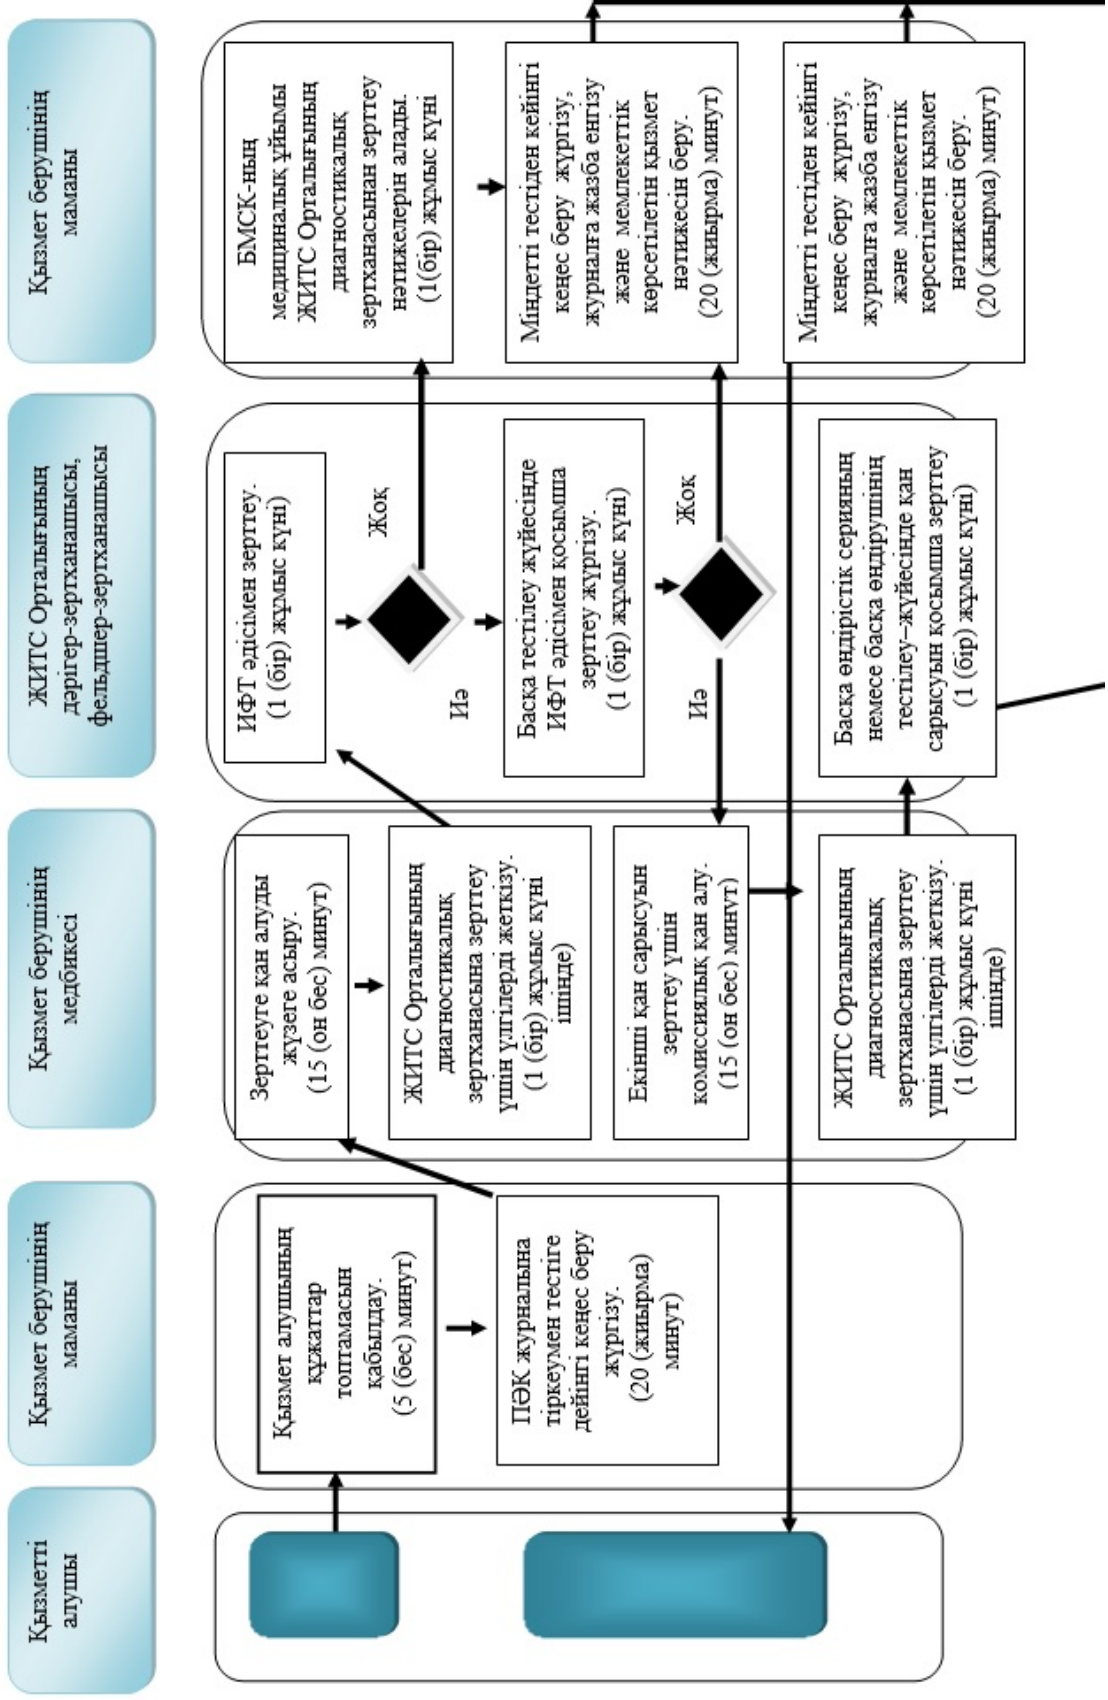 Қызметті
алушы
Қызмет берушінің
маманы
Қызмет берушінің
медбикесі
ЖИТС Орталығының
дәрігер-зертханашысы,
фельдшер-зертханашысы
Қызмет берушінің
маманы
Қызмет алушының
құжаттар
топтамасын
қабылдау.
(5 (бес) минут)
ПӘК журналына
тіркеумен тестіге
дейінгі кеңес беру
жүргізу.
(20 (жиырма)
минут)
Зерттеуге қан алуды
жүзеге асыру.
(15 (он бес) минут)
ЖИТС Орталығының
диагностикалық
зертханасына зерттеу
үшін үлгілерді жеткізу.
(1 (бір) жұмыс күні
ішінде)
Екінші қан сарысуын
зерттеу үшін
комиссиялық қан алу.
(15 (он бес) минут)
ЖИТС Орталығының
диагностикалық
зертханасына зерттеу
үшін үлгілерді жеткізу.
(1 (бір) жұмыс күні
ішінде)
ИФТ әдісімен зерттеу.
(1 (бір) жұмыс күні)
Иә
Жоқ
Басқа тестілеу жүйесінде
ИФТ әдісімен қосымша
зерттеу жүргізу.
(1 (бір) жұмыс күні)
Иә
Жоқ
Басқа өндірістік серияның
немесе басқа өндірушінің
тестілеу–жүйесінде қан
сарысуын қосымша зерттеу
(1 (бір) жұмыс күні)
БМСК-ның
медициналық ұйымы
ЖИТС Орталығының
диагностикалық
зертханасынан зерттеу
нәтижелерін алады.
(1(бір) жұмыс күні
Міндетті тестіден кейінгі
кеңес беру жүргізу,
журналға жазба енгізу
және мемлекеттік
көрсетілетін қызмет
нәтижесін беру.
(20 (жиырма) минут)
Міндетті тестіден кейінгі
кеңес беру жүргізу,
журналға жазба енгізу
және мемлекеттік
көрсетілетін қызмет
нәтижесін беру.
(20 (жиырма) минут)